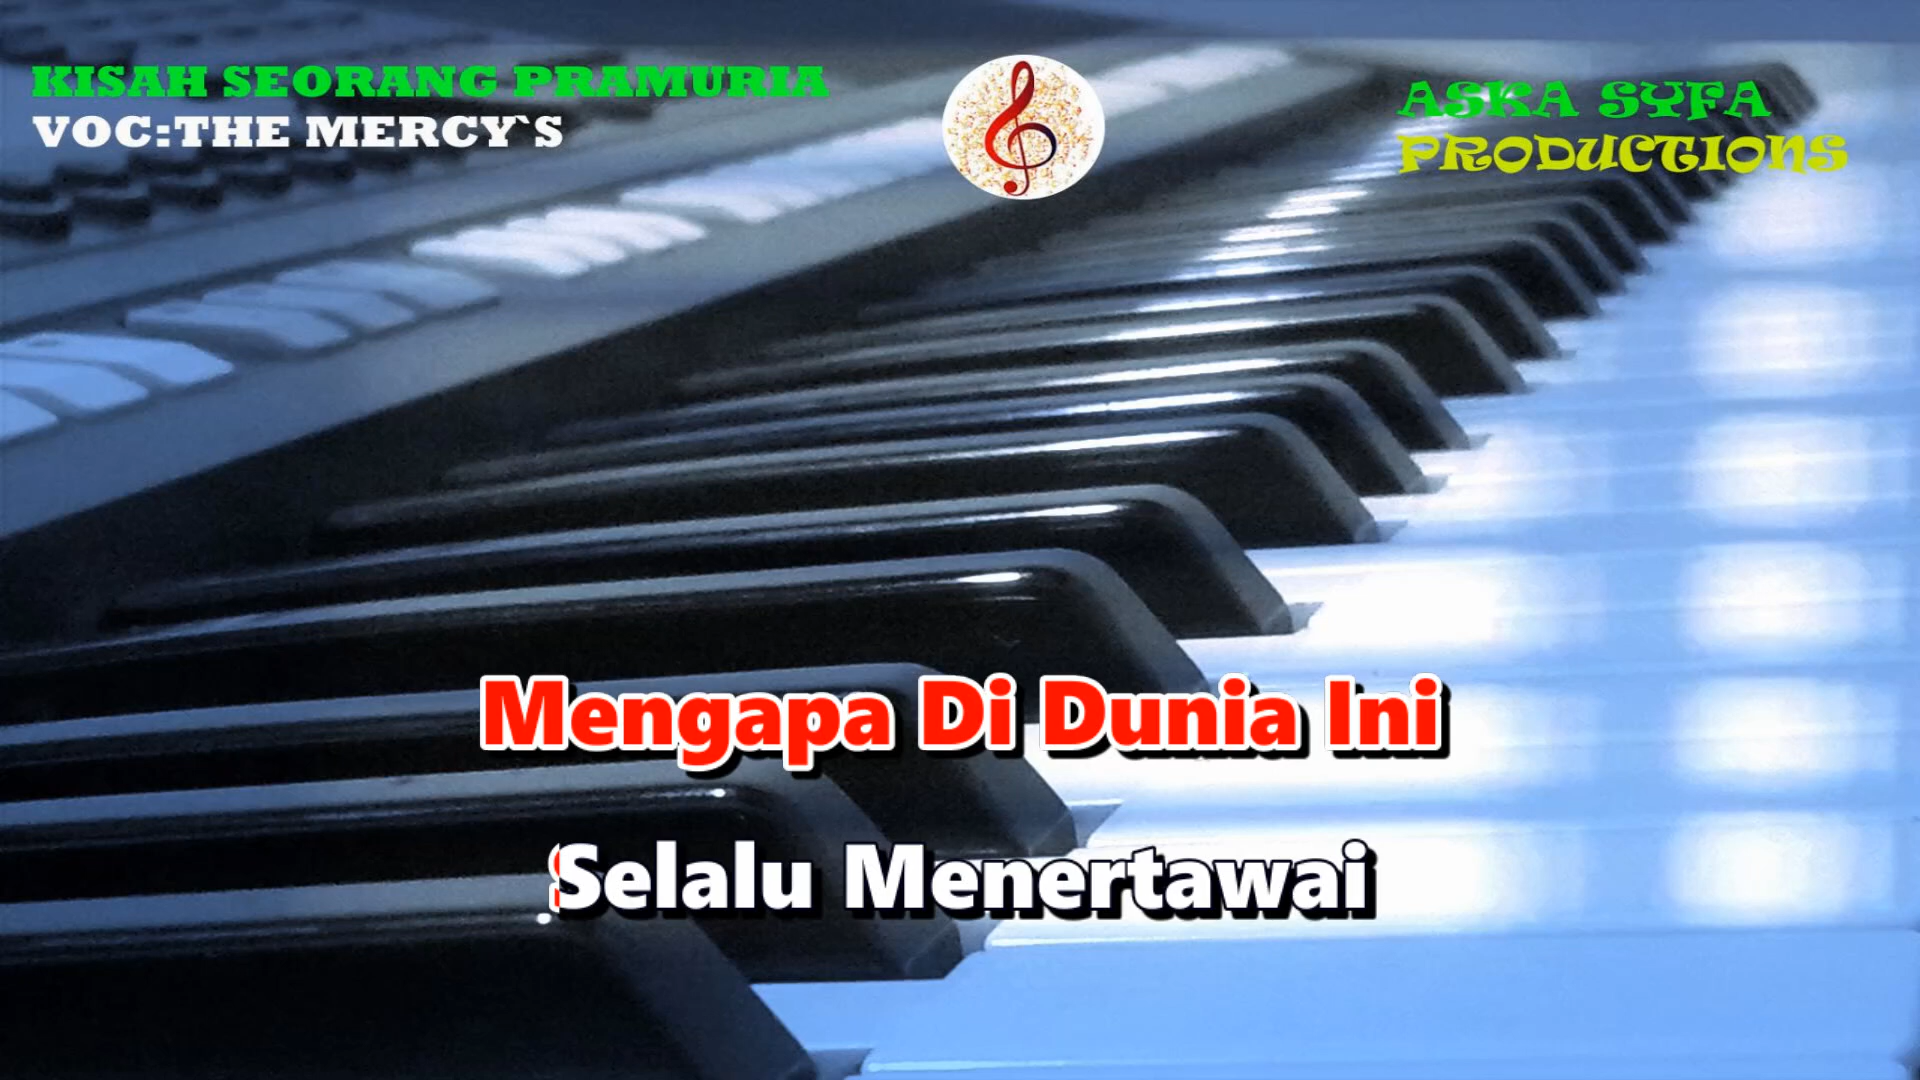 KISAH SEORANG PRAMURIA
VOC:THE MERCY`S
ASKA SYFA
PRODUCTIONS
Mengapa Di Dunia Ini
Selalu Menertawai